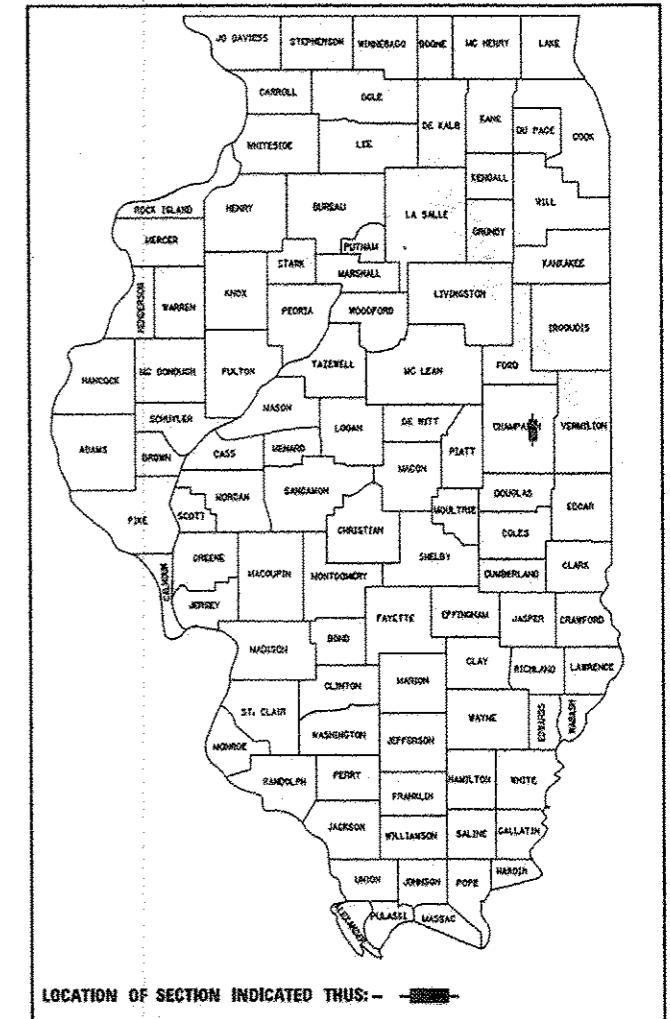 JO DAVIESS STEPHENSON WINNEBAGO BOONE MC HENRY LAKE
CARROLL OGLE
DE KALB KANE DU PAGE COOK
WHITESIDE LEE
KENDALL
ROCK ISLAND HENRY BUREAU LA SALLE GRUNDY WILL
MERCER PUTNAM
STARK MARSHALL KANKAKEE
HENDERSON WARREN KNOX PEORIA WOODFORD LIVINGSTON IROQUOIS
HANCOCK MC DONOUGH FULTON TAZEWELL MC LEAN FORD
MASON
SCHUYLER LOGAN DE WITT CHAMPAIGN VERMILION
ADAMS BROWN CASS MENARD PIATT
MACON
PIKE SCOTT MORGAN SANGAMON MOULTRIE DOUGLAS EDGAR
CHRISTIAN COLES
GREENE SHELBY
CALHOUN MACOUPIN MONTGOMERY CUMBERLAND CLARK
JERSEY
FAYETTE EFFINGHAM JASPER CRAWFORD
MADISON BOND
CLAY RICHLAND LAWRENCE
CLINTON MARION
ST. CLAIR WAYNE EDWARDS WABASH
MONROE WASHINGTON JEFFERSON
RANDOLPH PERRY HAMILTON WHITE
FRANKLIN
JACKSON WILLIAMSON SALINE GALLATIN
UNION JOHNSON POPE HARDIN
ALEXANDER PULASKI MASSAC
LOCATION OF SECTION INDICATED THUS: -